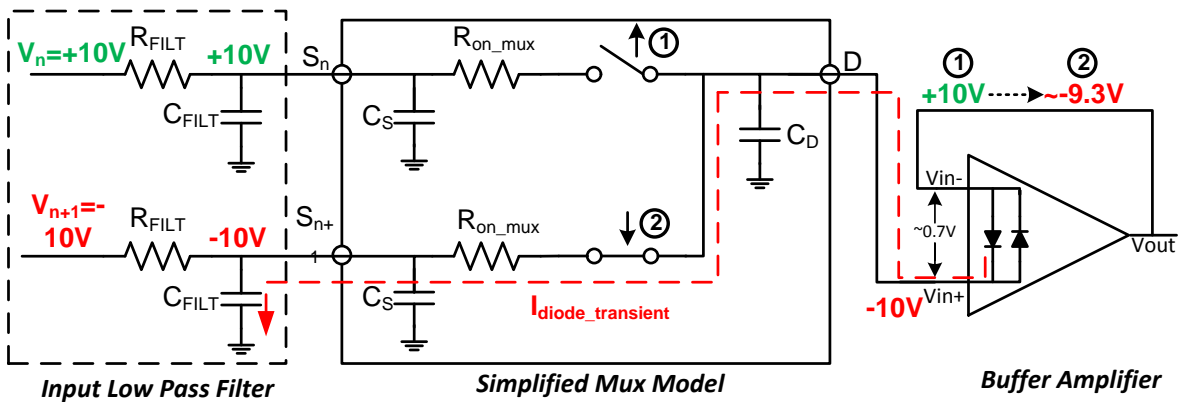 Vn=+10V
RFILT
+10V
Sn
Ron_mux
①
D
①
②
+10V
~-9.3V
CFILT
CS
CD
Vn+1=-
10V
RFILT
-10V
Sn+
1
Ron_mux
②
Vin-
~0.7V
Vout
CFILT
CS
Idiode_transient
-10V
Vin+
Input Low Pass Filter
Simplified Mux Model
Buffer Amplifier